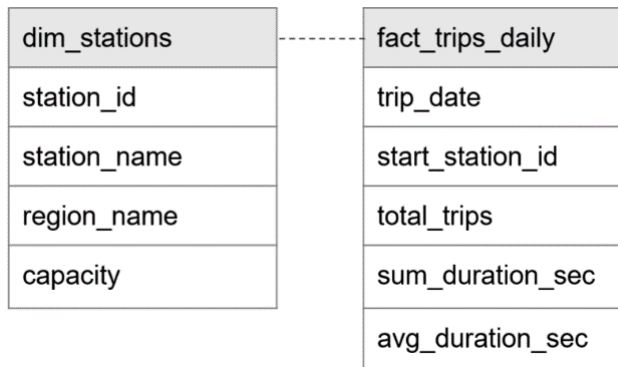 dim_stations
station_id
station_name
region_name
capacity
fact_trips_daily
trip_date
start_station_id
total_trips
sum_duration_sec
avg_duration_sec